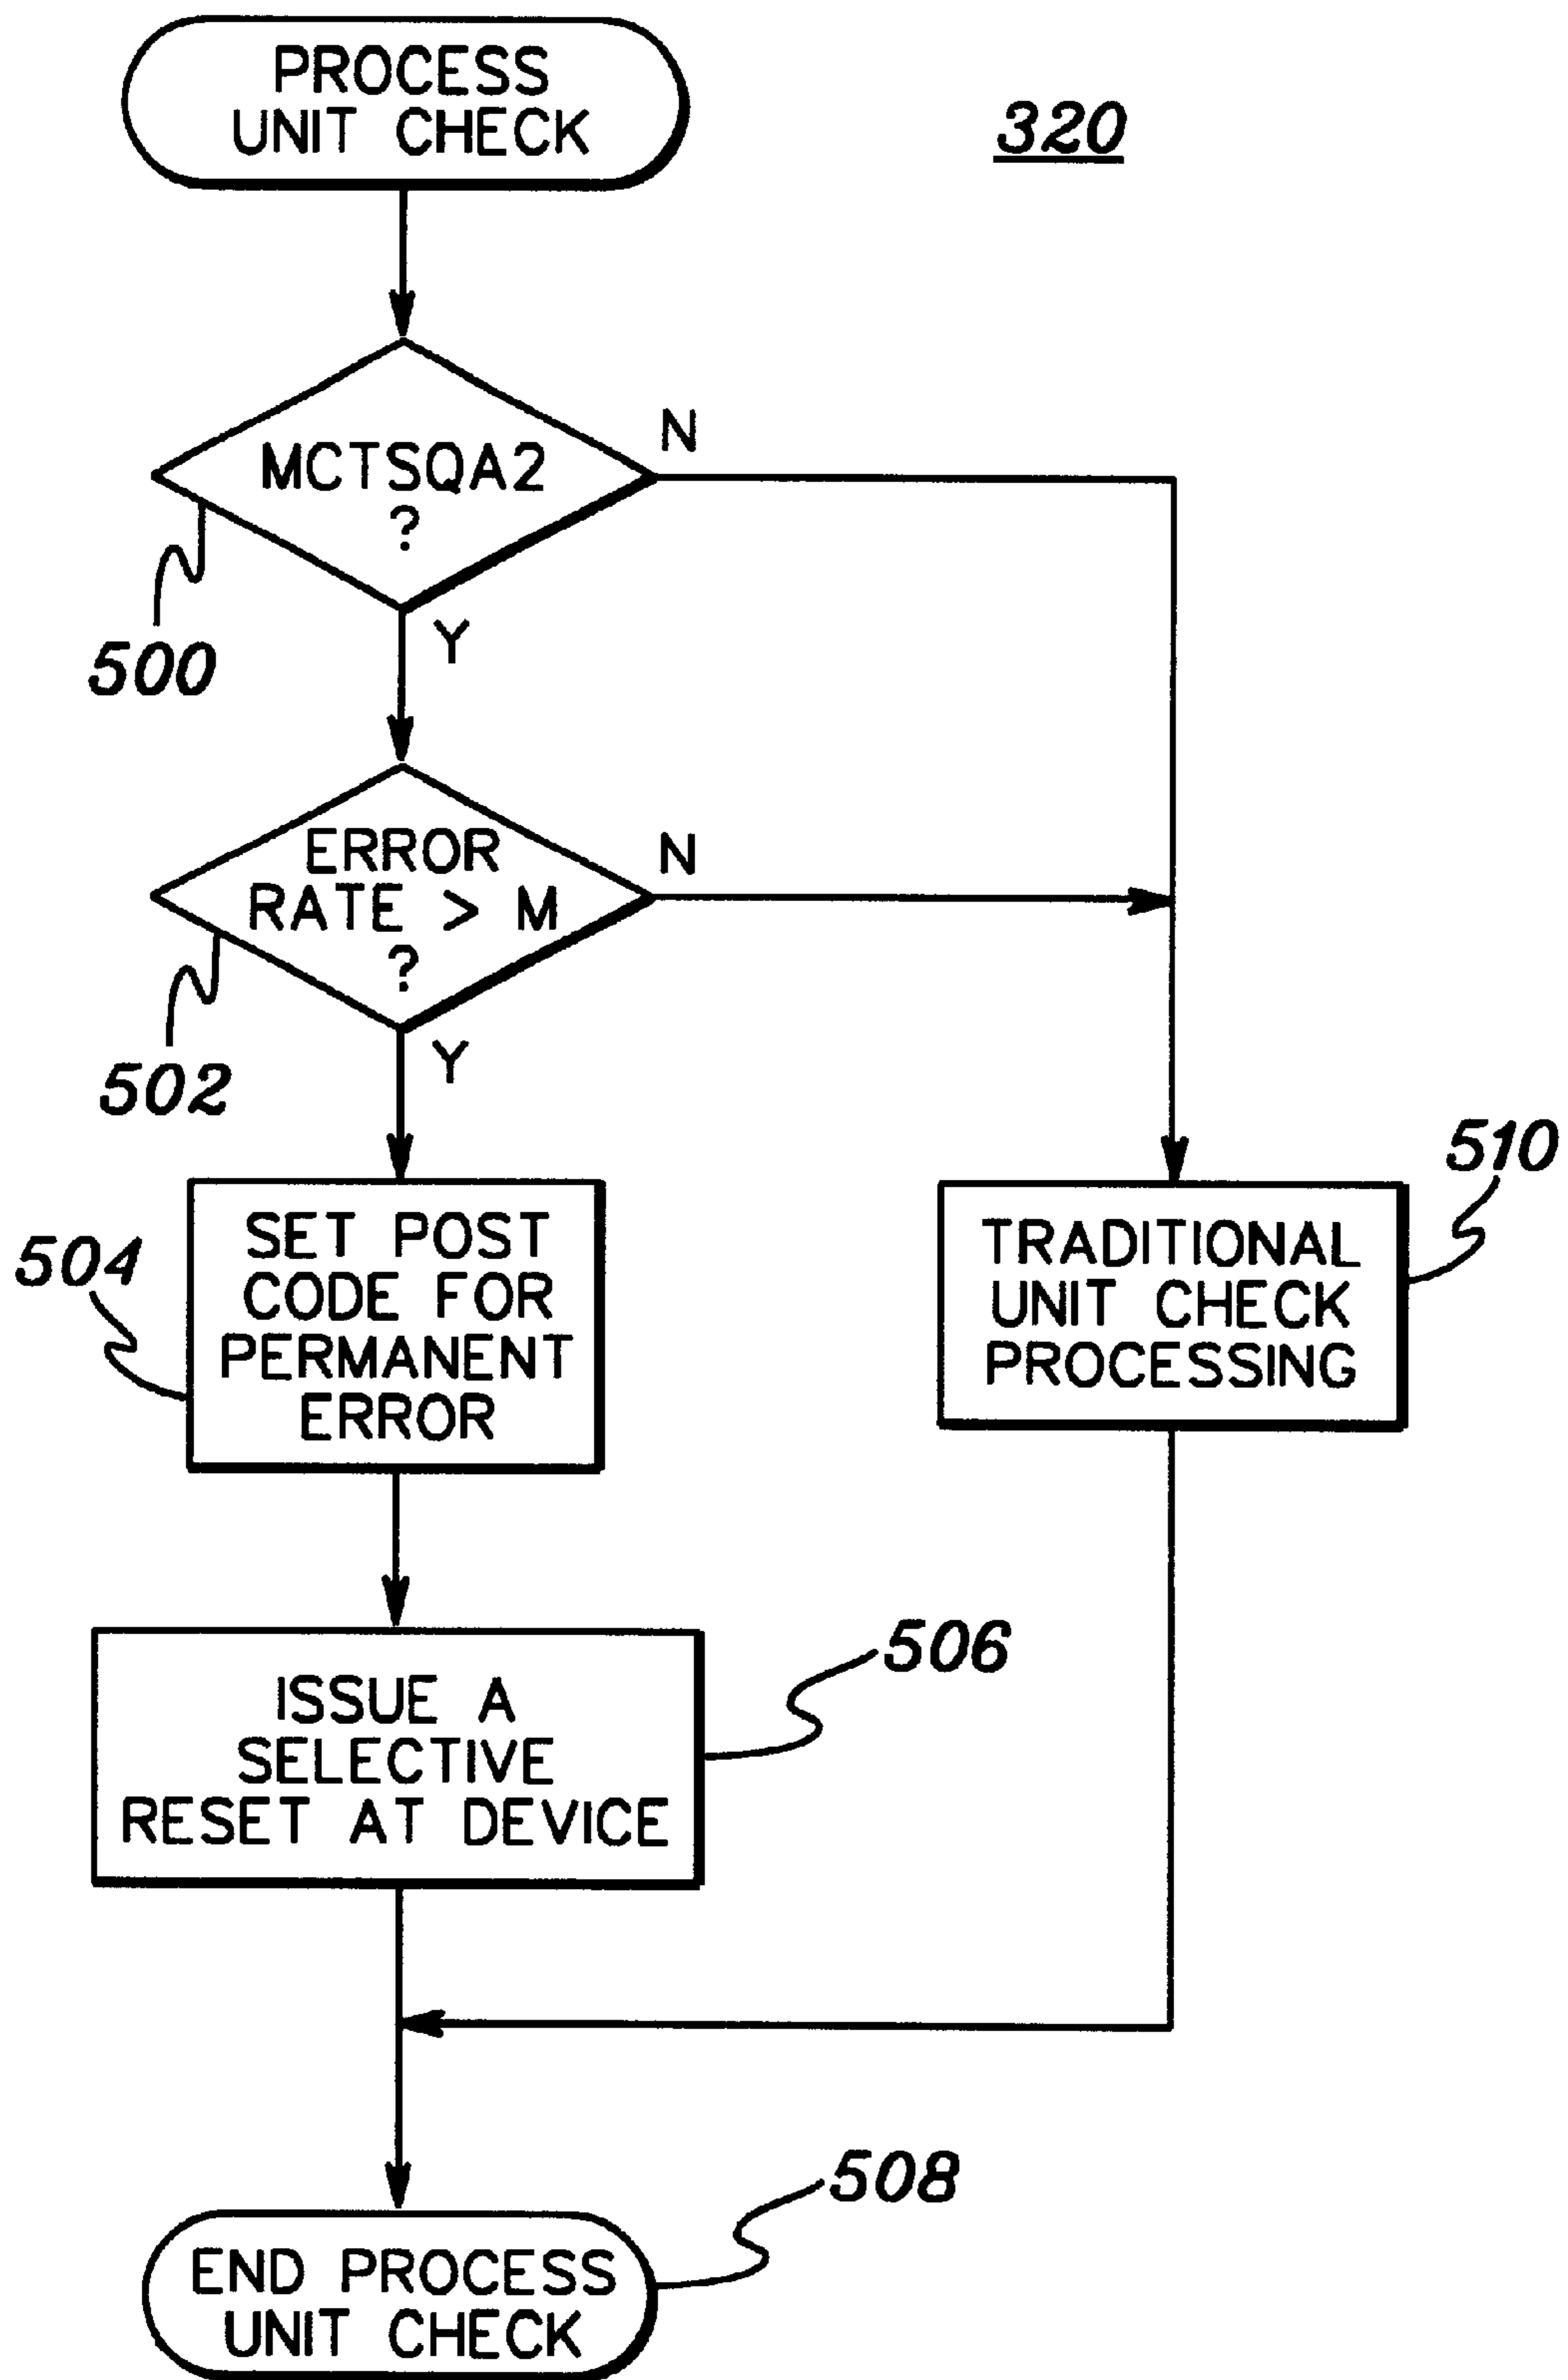 PROCESS
UNIT CHECK
320
MCTSQA2
?
N
Y
500
ERROR
RATE > M
?
N
Y
502
SET POST
CODE FOR
PERMANENT
ERROR
504
TRADITIONAL
UNIT CHECK
PROCESSING
510
ISSUE A
SELECTIVE
RESET AT DEVICE
506
END PROCESS
UNIT CHECK
508